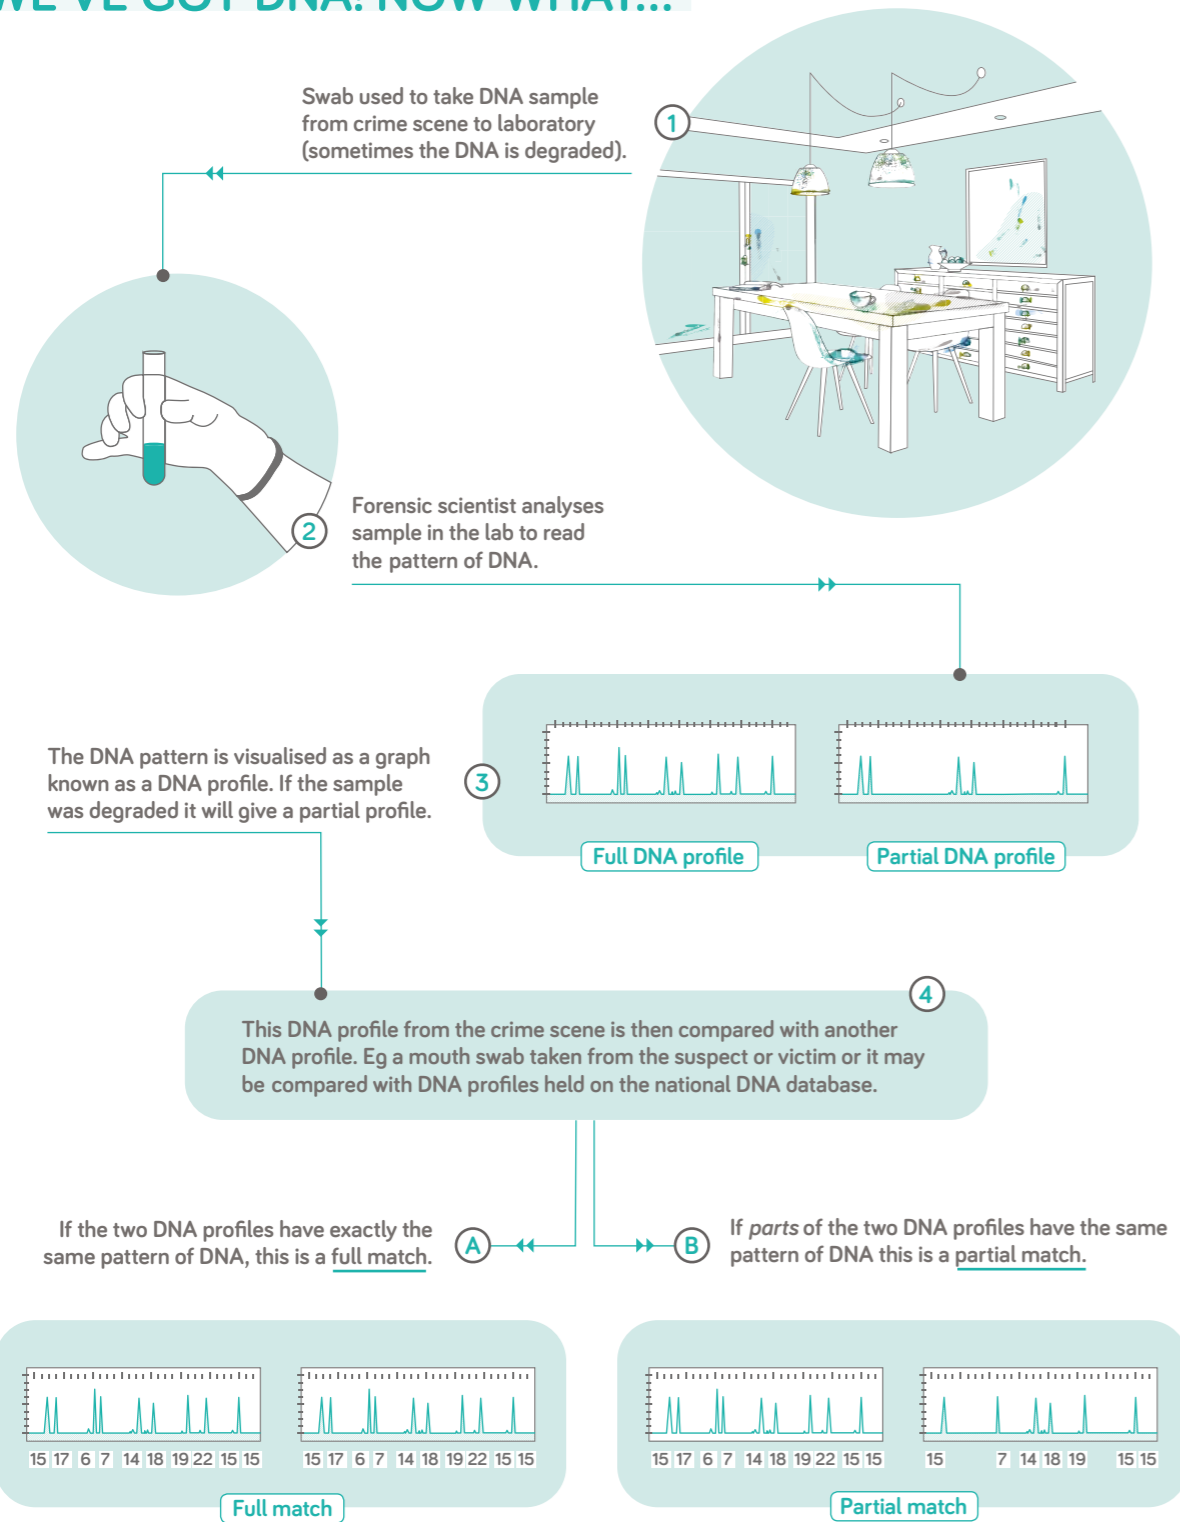 WE'VE GOT DNA! NOW WHAT...
Swab used to take DNA sample
from crime scene to laboratory
(sometimes the DNA is degraded).
1
2
Forensic scientist analyses
sample in the lab to read
the pattern of DNA.
The DNA pattern is visualised as a graph
known as a DNA profile. If the sample
was degraded it will give a partial profile.
3
Full DNA profile
Partial DNA profile
4
This DNA profile from the crime scene is then compared with another
DNA profile. Eg a mouth swab taken from the suspect or victim or it may
be compared with DNA profiles held on the national DNA database.
If the two DNA profiles have exactly the
same pattern of DNA, this is a full match.
A
B
If parts of the two DNA profiles have the same
pattern of DNA this is a partial match.
15 17 6 7 14 18 19 22 15 15
15 17 6 7 14 18 19 22 15 15
Full match
15 17 6 7 14 18 19 22 15 15
15 7 14 18 19 15 15
Partial match